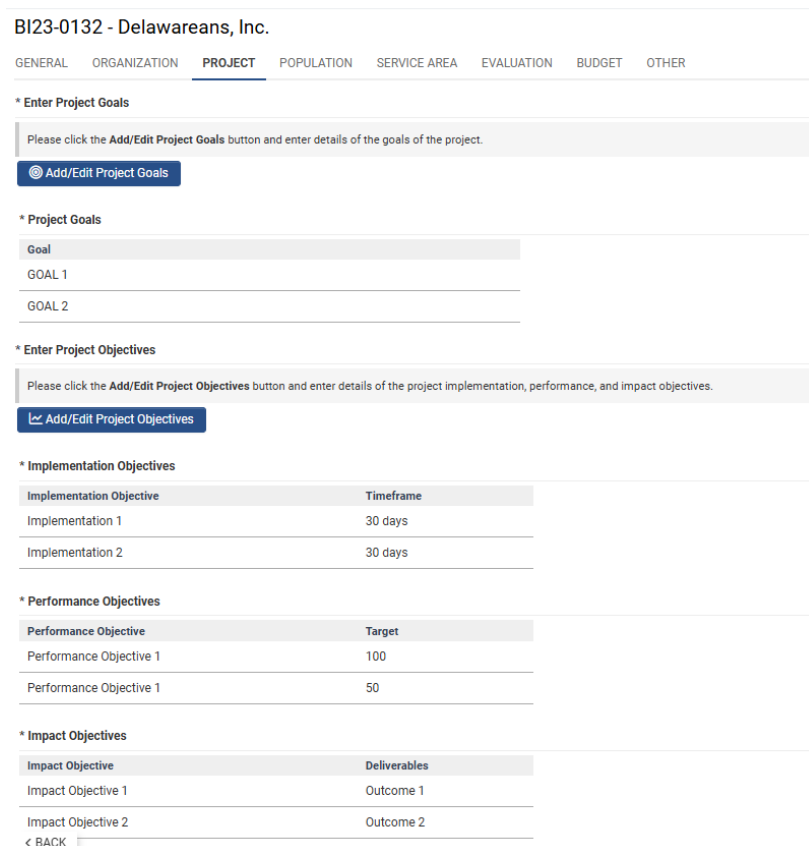 BI23-0132 - Delawareans, Inc.
GENERAL ORGANIZATION PROJECT POPULATION SERVICE AREA EVALUATION BUDGET OTHER
* Enter Project Goals
Please click the Add/Edit Project Goals button and enter details of the goals of the project.
Add/Edit Project Goals
* Project Goals
Goal
GOAL 1
GOAL 2
* Enter Project Objectives
Please click the Add/Edit Project Objectives button and enter details of the project implementation, performance, and impact objectives.
Add/Edit Project Objectives
* Implementation Objectives
Implementation Objective Timeframe
Implementation 1 30 days
Implementation 2 30 days
* Performance Objectives
Performance Objective Target
Performance Objective 1 100
Performance Objective 1 50
* Impact Objectives
Impact Objective Deliverables
Impact Objective 1 Outcome 1
Impact Objective 2 Outcome 2
< BACK